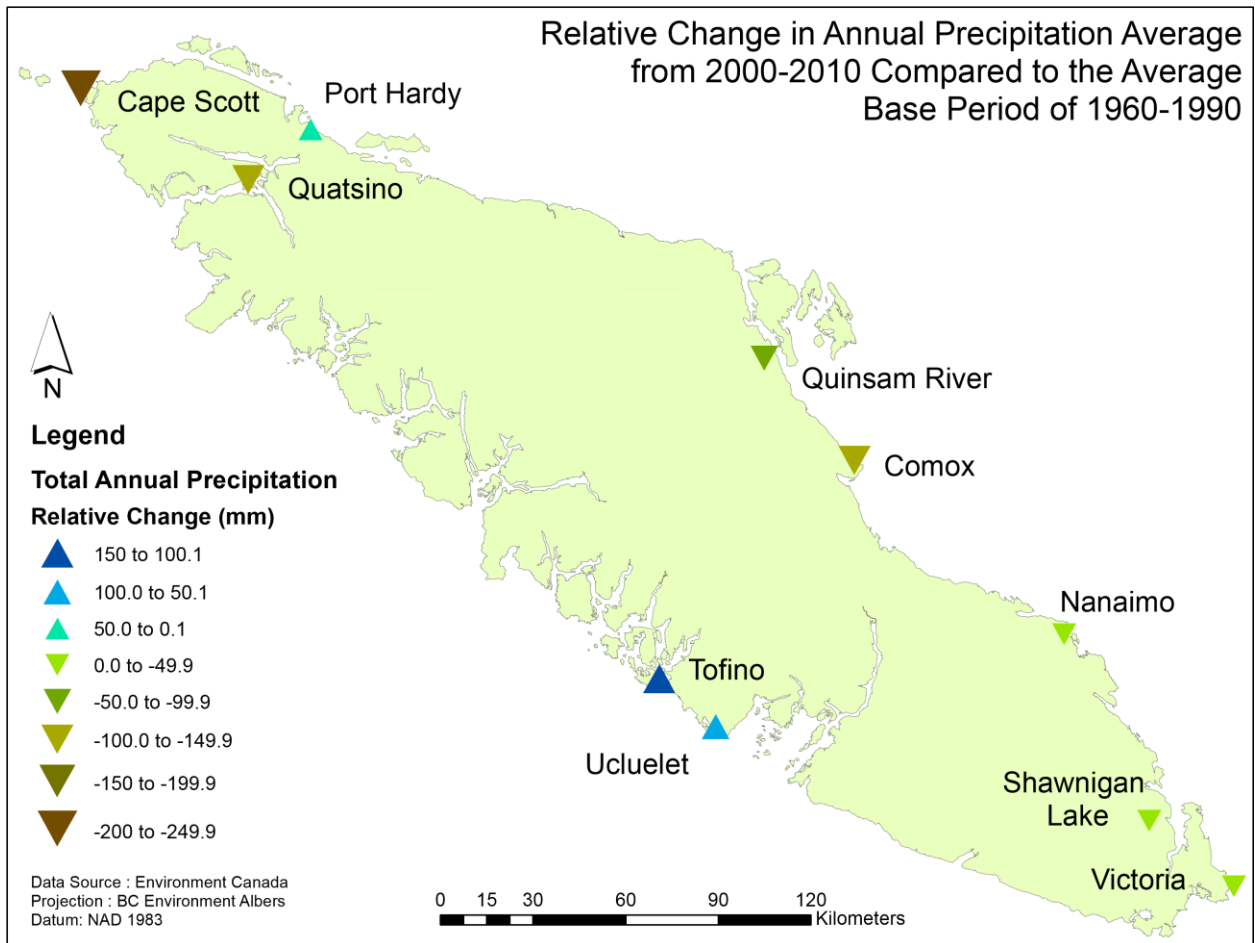 Relative Change in Annual Precipitation Average
from 2000-2010 Compared to the Average
Base Period of 1960-1990
Cape Scott
Port Hardy
Quatsino
Quinsam River
Comox
Nanaimo
Tofino
Ucluelet
Shawnigan
Lake
Victoria
N
Legend
Total Annual Precipitation
Relative Change (mm)
150 to 100.1
100.0 to 50.1
50.0 to 0.1
0.0 to -49.9
-50.0 to -99.9
-100.0 to -149.9
-150 to -199.9
-200 to -249.9
Data Source : Environment Canada
Projection : BC Environment Albers
Datum: NAD 1983
0 15 30 60 90 120
Kilometers